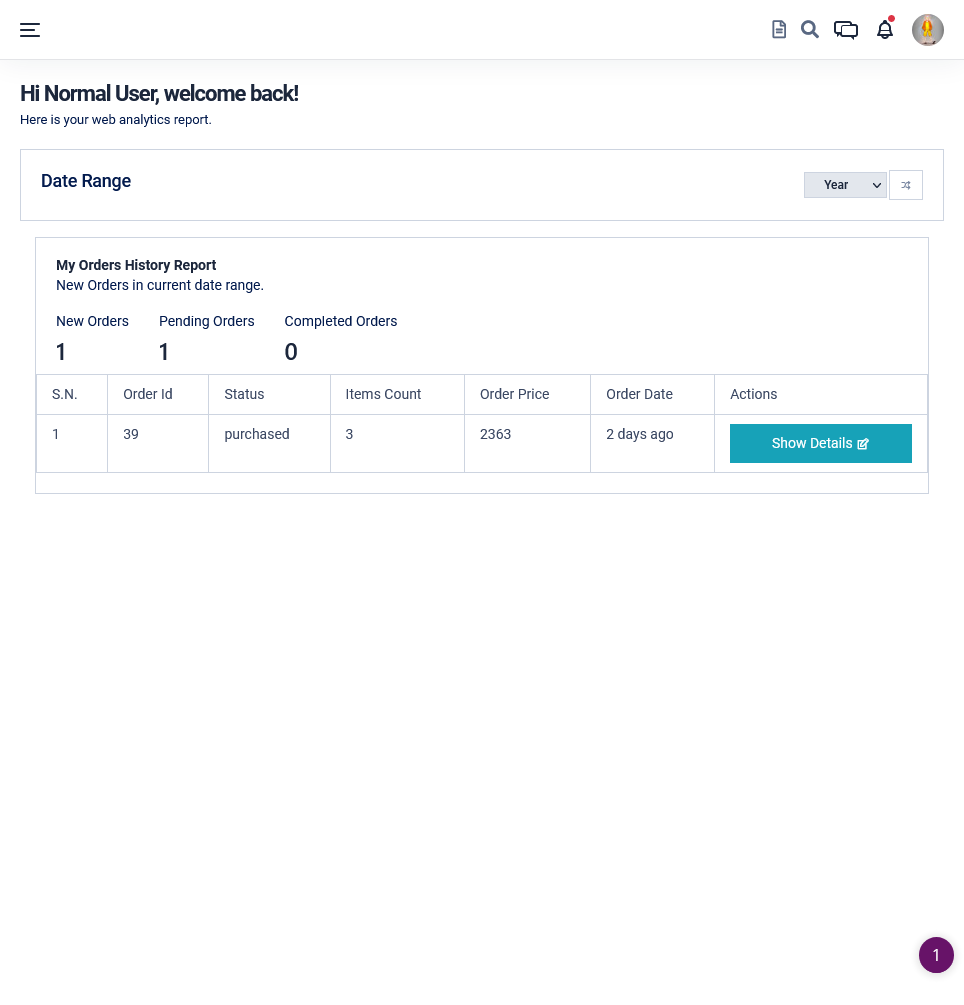 Hi Normal User, welcome back!
Here is your web analytics report.
Date Range
Year
My Orders History Report
New Orders in current date range.
New Orders Pending Orders Completed Orders
1 1 0
S.N. Order Id Status Items Count Order Price Order Date Actions
1 39 purchased 3 2363 2 days ago Show Details
1